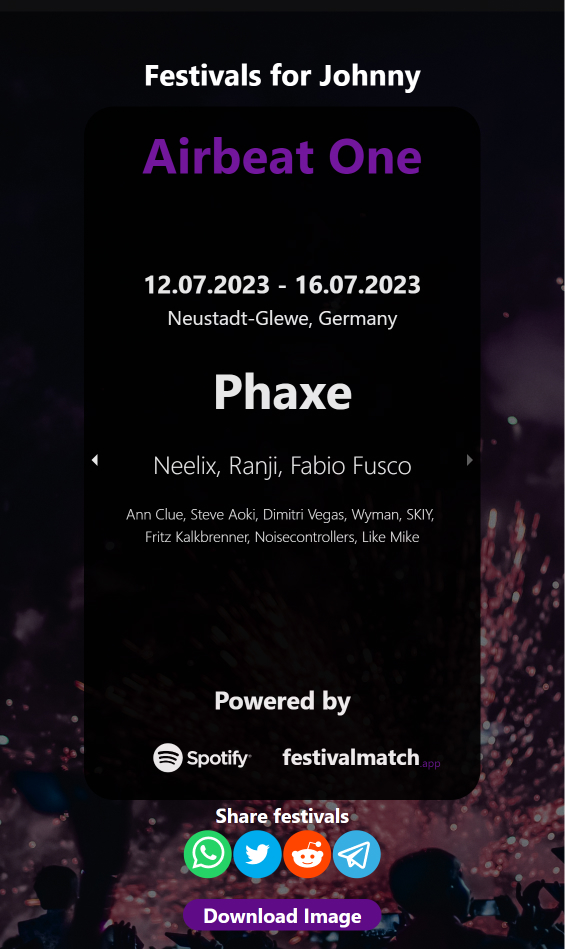 Festivals for Johnny
Airbeat One
12.07.2023 - 16.07.2023
Neustadt-Glewe, Germany
Phaxe
Neelix, Ranji, Fabio Fusco
Ann Clue, Steve Aoki, Dimitri Vegas, Wyman, SKIY,
Fritz Kalkbrenner, Noisecontrollers, Like Mike
Powered by
Spotify festivalmatch.app
Share festivals
Download Image